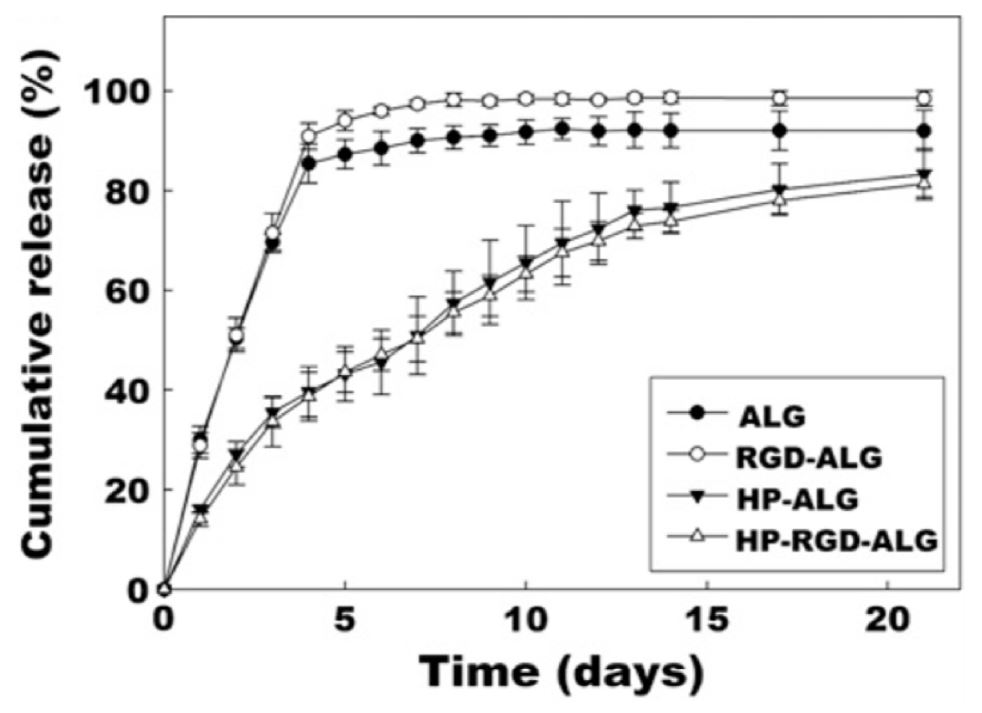 Cumulative release (%)
100
80
60
40
20
0
0 5 10 15 20
Time (days)
ALG
RGD-ALG
HP-ALG
HP-RGD-ALG